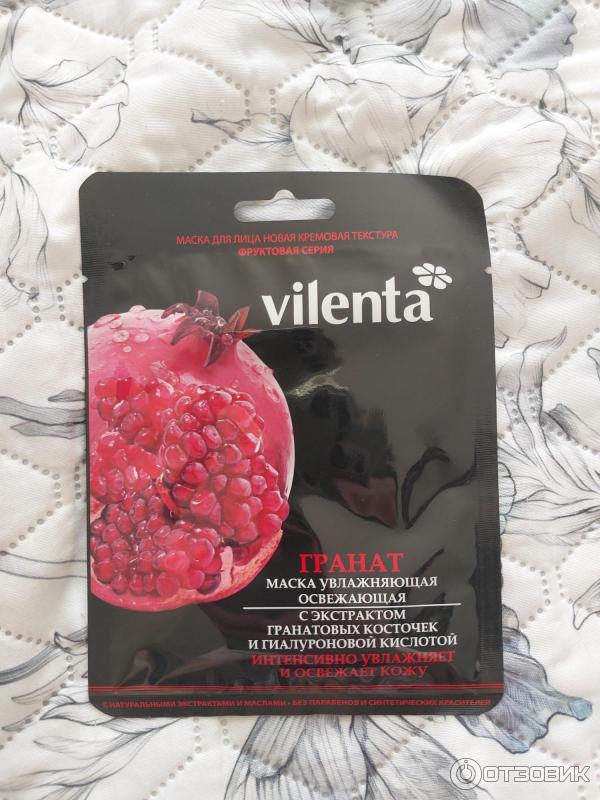 МАСКА ДЛЯ ЛИЦА НОВАЯ КРЕМОВАЯ ТЕКСТУРА
ФРУКТОВАЯ СЕРИЯ
vilenta
ГРАНАТ
МАСКА УВЛАЖНЯЮЩАЯ
ОСВЕЖАЮЩАЯ
С ЭКСТРАКТОМ
ГРАНАТОВЫХ КОСТОЧЕК
И ГИАЛУРОНОВОЙ КИСЛОТОЙ
ИНТЕНСИВНО УВЛАЖНЯЕТ
И ОСВЕЖАЕТ КОЖУ
С НАТУРАЛЬНЫМИ ЭКСТРАКТАМИ И МАСЛАМИ • БЕЗ ПАРАБЕНОВ И СИНТЕТИЧЕСКИХ КРАСИТЕЛЕЙ
ОТЗОВИК